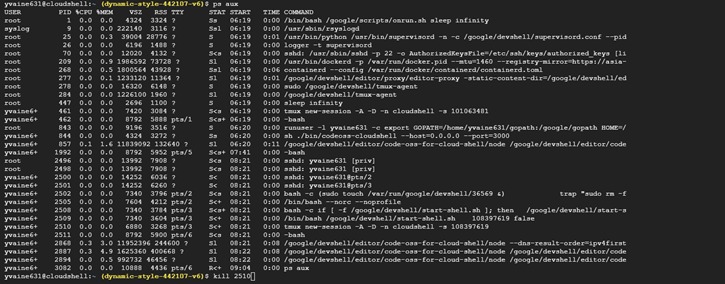 yvaine631@cloudshell:~ (dynamic-style-442107-v6)$ ps aux
USER PID %CPU %MEM VSZ RSS TTY STAT START TIME COMMAND
root 1 0.0 0.0 4324 3324 ? Ss 06:19 0:00 /bin/bash /google/scripts/onrun.sh sleep infinity
syslog 9 0.0 0.0 222140 3116 ? Ssl 06:19 0:00 /usr/sbin/rsyslogd
root 25 0.3 0.0 39004 28776 ? S 06:19 0:01 /usr/bin/python /usr/bin/supervisord -n -c /google/devshell/supervisord.conf --pid
root 26 0.0 0.0 6196 1488 ? S 06:19 0:00 logger -t supervisord
root 70 0.0 0.0 12020 4132 ? S<s 06:19 0:00 sshd: /usr/sbin/sshd -p 22 -o AuthorizedKeysFile=/etc/ssh/keys/authorized_keys [li
root 209 0.9 1986592 73728 ? Sl 06:19 0:01 /usr/bin/dockerd -p /var/run/docker.pid --mtu=1460 --registry-mirror=https://asia-
root 268 0.0 0.5 1800564 43928 ? Ssl 06:19 0:00 containerd --config /var/run/docker/containerd/containerd.toml
root 277 0.1 1233120 11364 ? Sl 06:19 0:01 /google/devshell/editor/proxy/editor-proxy -static-content-dir=/google/devshell/ed
root 278 0.0 0.0 16320 6148 ? S 06:19 0:00 sudo /google/devshell/tmux-agent
root 284 0.0 0.1 1226100 1960 ? Sl 06:19 0:00 /google/devshell/tmux-agent
root 447 0.0 0.0 2696 1100 ? S 06:19 0:00 sleep infinity
yvaine6+ 461 0.0 0.0 7420 3084 ? S<s 06:19 0:00 tmux new-session -A -D -n cloudshell -s 101063481
yvaine6+ 462 0.0 0.0 8792 5888 pts/1 S<s+ 06:19 0:00 -bash
root 843 0.0 0.0 9196 3516 ? S 06:20 0:00 runuser -l yvaine631 -c export GOPATH=/home/yvaine631/gopath:/google/gopath HOME=/
yvaine6+ 844 0.0 0.0 4324 3272 ? Ss 06:20 0:00 sh ./bin/codeoss-cloudshell --host=0.0.0.0 --port=3000
yvaine6+ 857 0.1 1.6 11839092 132640 ? Sl 06:20 0:11 /google/devshell/editor/code-oss-for-cloud-shell/node /google/devshell/editor/code
yvaine6+ 1992 0.0 0.0 8792 5952 pts/5 S<s+ 07:41 0:00 -bash
root 2496 0.0 0.0 13992 7908 ? S<s 08:21 0:00 sshd: yvaine631 [priv]
root 2498 0.0 0.0 13992 7908 ? S<s 08:21 0:00 sshd: yvaine631 [priv]
yvaine6+ 2500 0.0 0.0 14252 6036 ? S< 08:21 0:00 sshd: yvaine631@pts/2
yvaine6+ 2501 0.0 0.0 14252 6260 ? S< 08:21 0:00 sshd: yvaine631@pts/3
yvaine6+ 2502 0.0 0.0 7340 3796 pts/2 S<s 08:21 0:00 bash -c (sudo touch /var/run/google/devshell/36569 &) trap "sudo rm -f
yvaine6+ 2505 0.0 0.0 7604 4212 pts/2 S<+ 08:21 0:00 /bin/bash --norc --noprofile
yvaine6+ 2508 0.0 0.0 7340 3784 pts/3 S<s 08:21 0:00 bash -c if [ -f /google/devshell/start-shell.sh ]; then /google/devshell/start-s
yvaine6+ 2509 0.0 0.0 7340 3604 pts/3 S<+ 08:21 0:00 /bin/bash /google/devshell/start-shell.sh 1083397619 false
yvaine6+ 2510 0.0 0.0 6880 3268 pts/3 S<+ 08:21 0:00 tmux new-session -A -D -n cloudshell -s 108397619
yvaine6+ 2511 0.0 0.0 8792 5900 pts/6 S<s 08:21 0:00 -bash
yvaine6+ 2868 0.3 3.0 11952196 244600 ? Sl 08:21 0:08 /google/devshell/editor/code-oss-for-cloud-shell/node --dns-result-order=ipv4first
yvaine6+ 2887 0.3 4.9 1625360 400668 ? Sl 08:22 0:08 /google/devshell/editor/code-oss-for-cloud-shell/node /google/devshell/editor/code
yvaine6+ 2894 0.0 0.5 992732 46456 ? Sl 08:22 0:00 /google/devshell/editor/code-oss-for-cloud-shell/node /google/devshell/editor/code
yvaine6+ 3082 0.0 0.0 10888 4436 pts/6 R<+ 09:04 0:00 ps aux
yvaine631@cloudshell:~ (dynamic-style-442107-v6)$ kill 2510